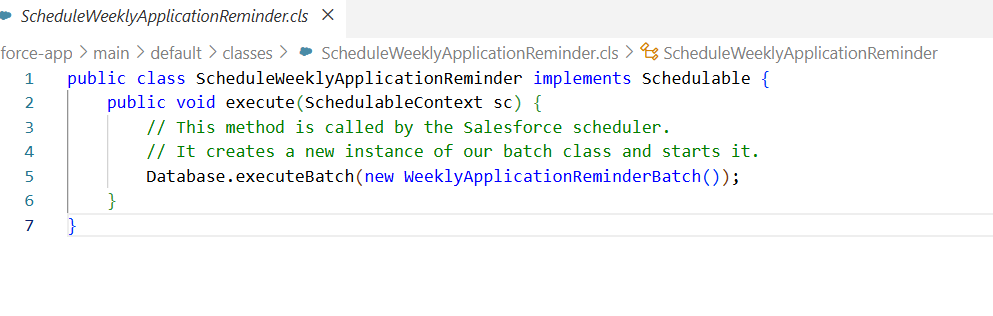 ScheduleWeeklyApplicationReminder.cls ×
force-app > main > default > classes > ScheduleWeeklyApplicationReminder.cls > ScheduleWeeklyApplicationReminder
1 public class ScheduleWeeklyApplicationReminder implements Schedulable {
2     public void execute(SchedulableContext sc) {
3         // This method is called by the Salesforce scheduler.
4         // It creates a new instance of our batch class and starts it.
5         Database.executeBatch(new WeeklyApplicationReminderBatch());
6     }
7 }